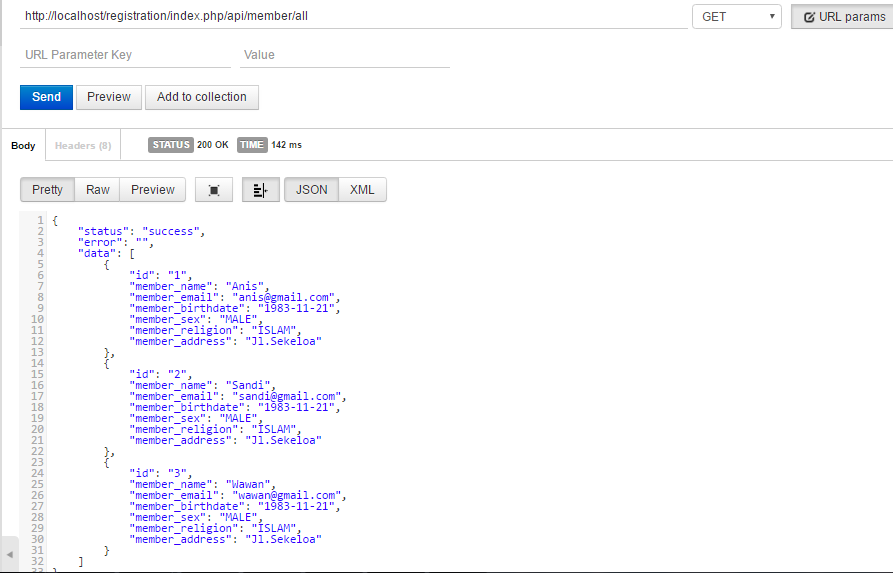 http://localhost/registration/index.php/api/member/all GET URL params
URL Parameter Key Value
Send Preview Add to collection
Body Headers (8) STATUS 200 OK TIME 142 ms
Pretty Raw Preview JSON XML
1 {
2 "status": "success",
3 "error": "",
4 "data": [
5 {
6 "id": "1",
7 "member_name": "Anis",
8 "member_email": "anis@gmail.com",
9 "member_birthdate": "1983-11-21",
10 "member_sex": "MALE",
11 "member_religion": "ISLAM",
12 "member_address": "Jl.Sekeloa"
13 },
14 {
15 "id": "2",
16 "member_name": "Sandi",
17 "member_email": "sandi@gmail.com",
18 "member_birthdate": "1983-11-21",
19 "member_sex": "MALE",
20 "member_religion": "ISLAM",
21 "member_address": "Jl.Sekeloa"
22 },
23 {
24 "id": "3",
25 "member_name": "Wawan",
26 "member_email": "wawan@gmail.com",
27 "member_birthdate": "1983-11-21",
28 "member_sex": "MALE",
29 "member_religion": "ISLAM",
30 "member_address": "Jl.Sekeloa"
31 }
32 ]
33 }